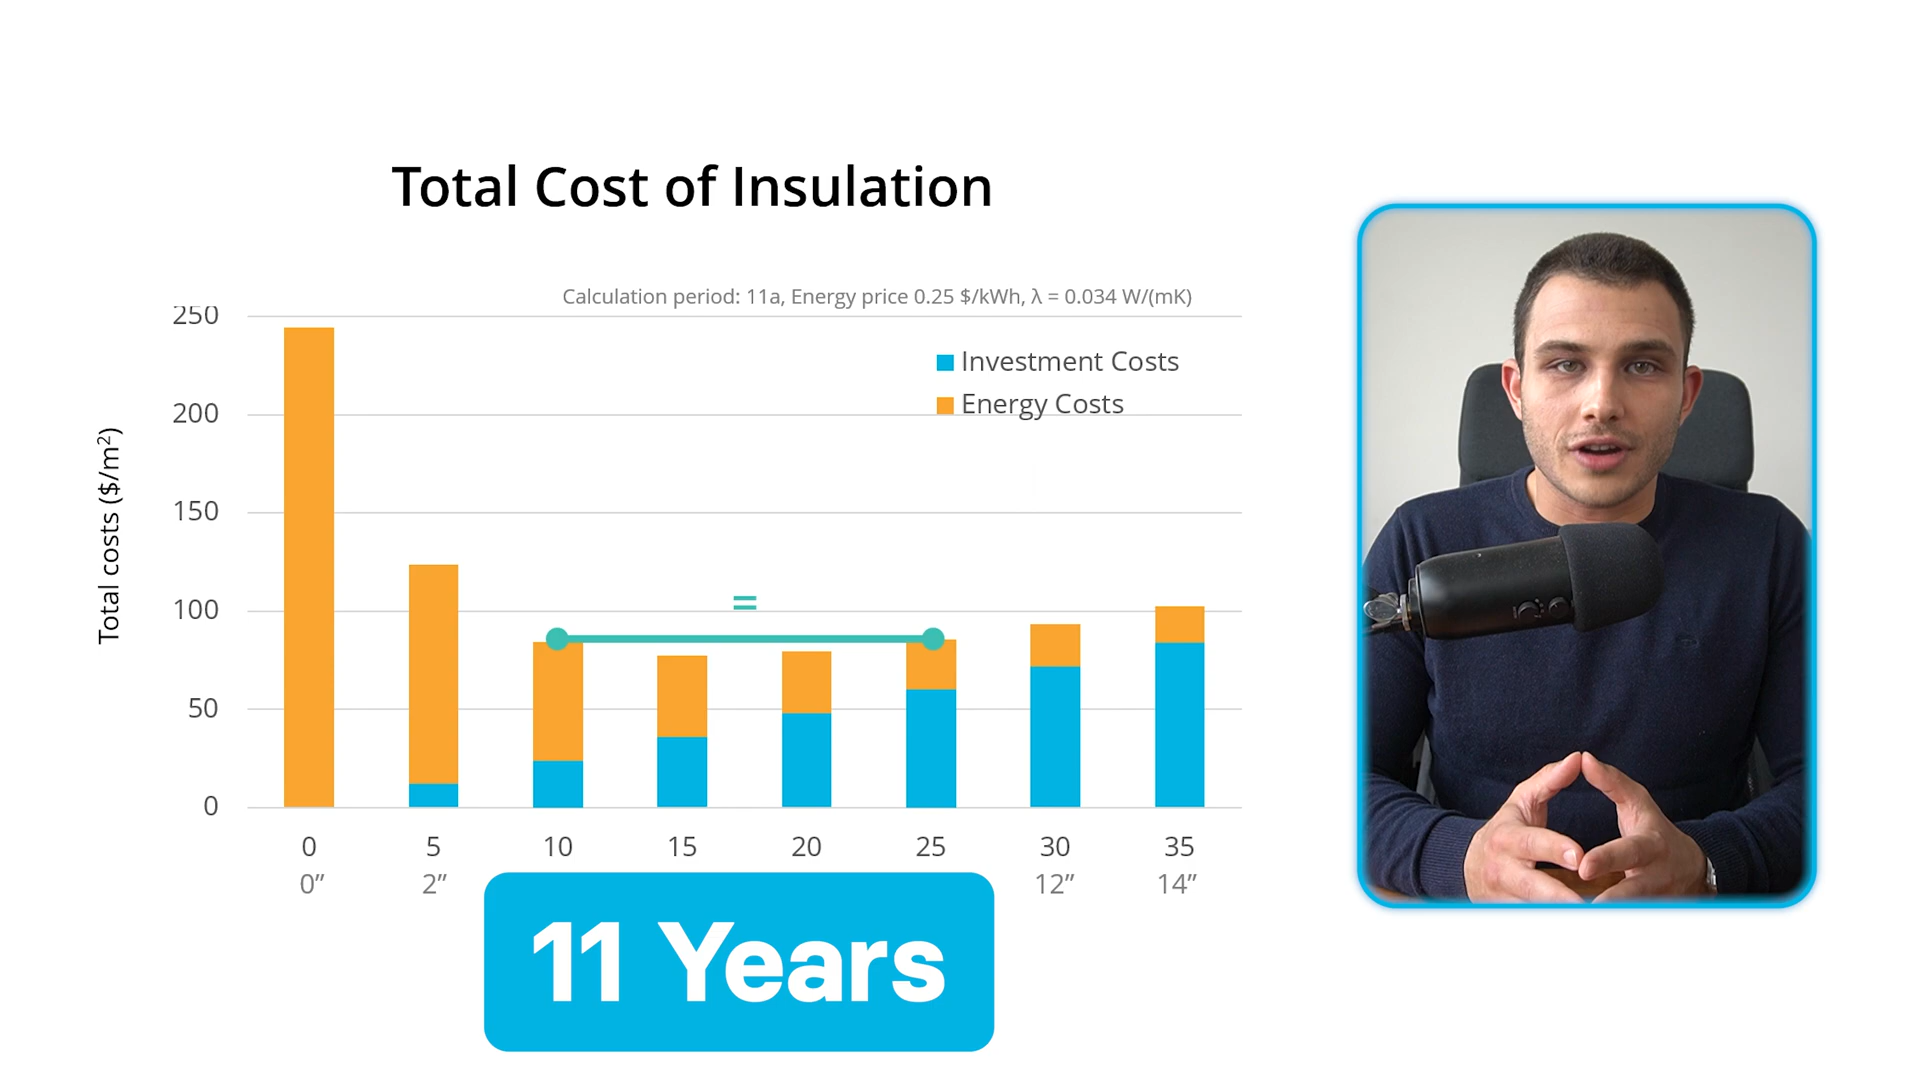 Total Cost of Insulation
Calculation period: 11a, Energy price 0.25 $/kWh, λ = 0.034 W/(mK)
Investment Costs
Energy Costs
Total costs ($/m²)
250
200
150
100
50
0
=
0 5 10 15 20 25 30 35
0” 2” 12” 14”
11 Years